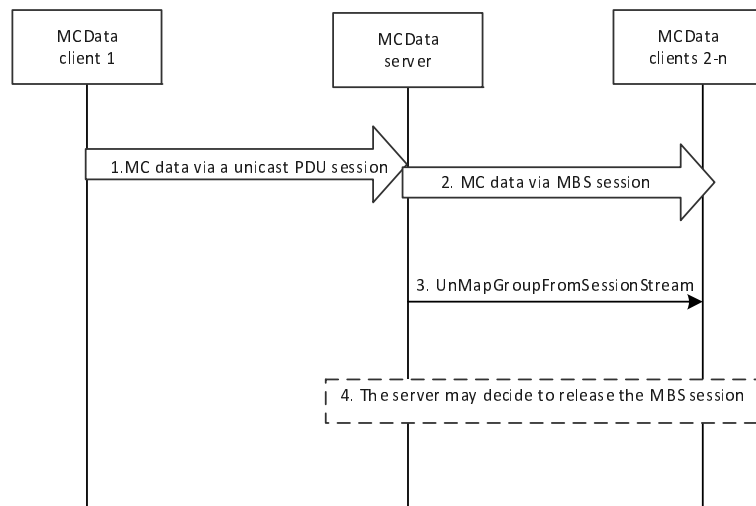 MCData
client 1
MCData
server
MCData
clients 2-n
1.MC data via a unicast PDU session
2. MC data via MBS session
3. UnMapGroupFromSessionStream
4. The server may decide to release the MBS session